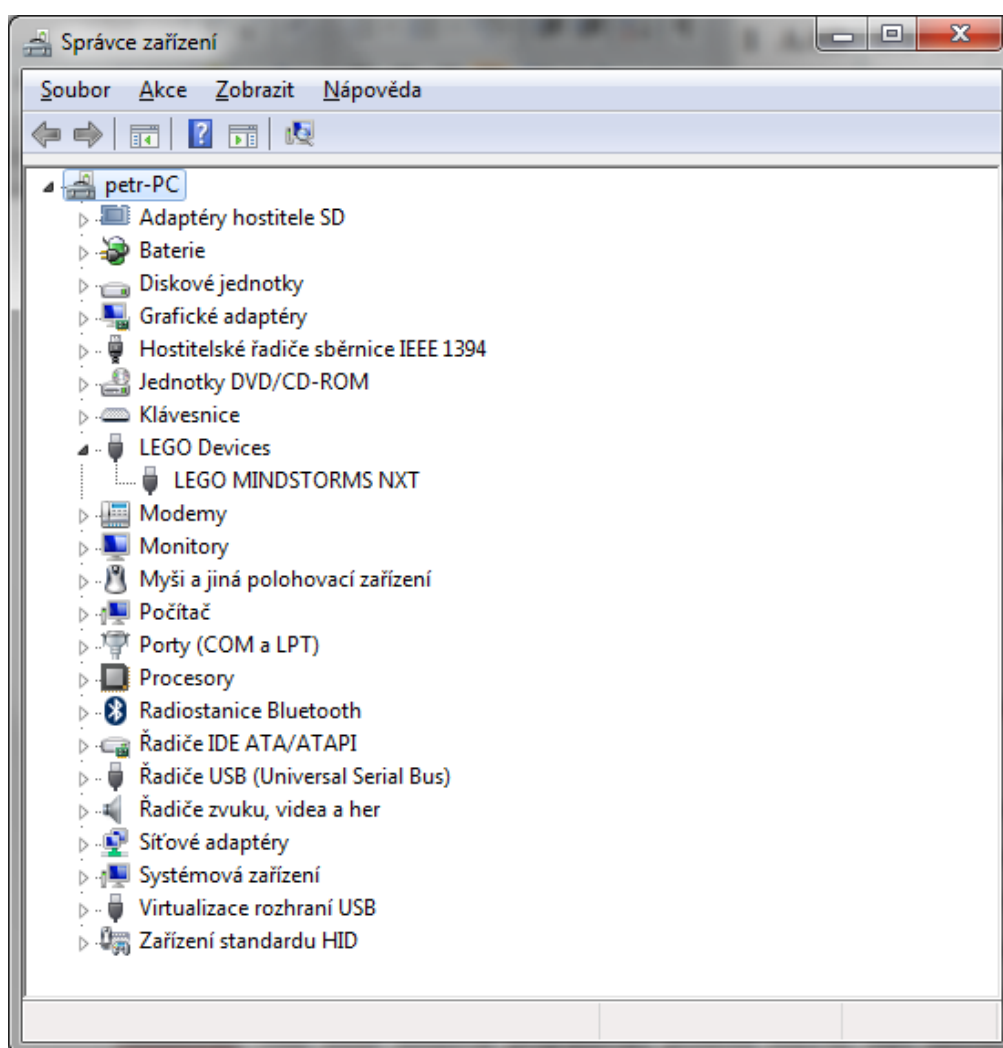 Správce zařízení
Soubor Akce Zobrazit Nápověda
petr-PC
Adaptéry hostitele SD
Baterie
Diskové jednotky
Grafické adaptéry
Hostitelské řadiče sběrnice IEEE 1394
Jednotky DVD/CD-ROM
Klávesnice
LEGO Devices
LEGO MINDSTORMS NXT
Modemy
Monitory
Myši a jiná polohovací zařízení
Počítač
Porty (COM a LPT)
Procesory
Radiostanice Bluetooth
Řadiče IDE ATA/ATAPI
Řadiče USB (Universal Serial Bus)
Řadiče zvuku, videa a her
Síťové adaptéry
Systémová zařízení
Virtualizace rozhraní USB
Zařízení standardu HID